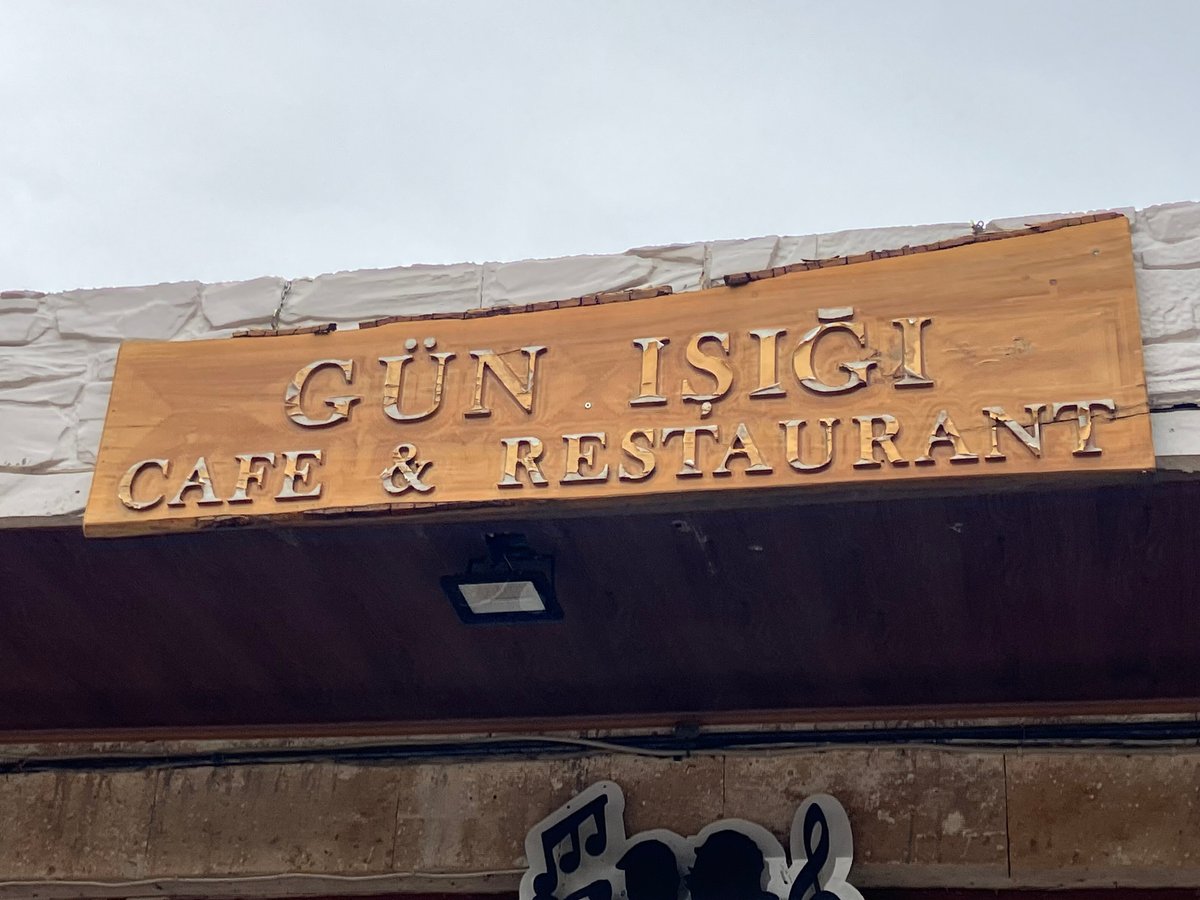 GÜN IŞIĞI
CAFE & RESTAURANT